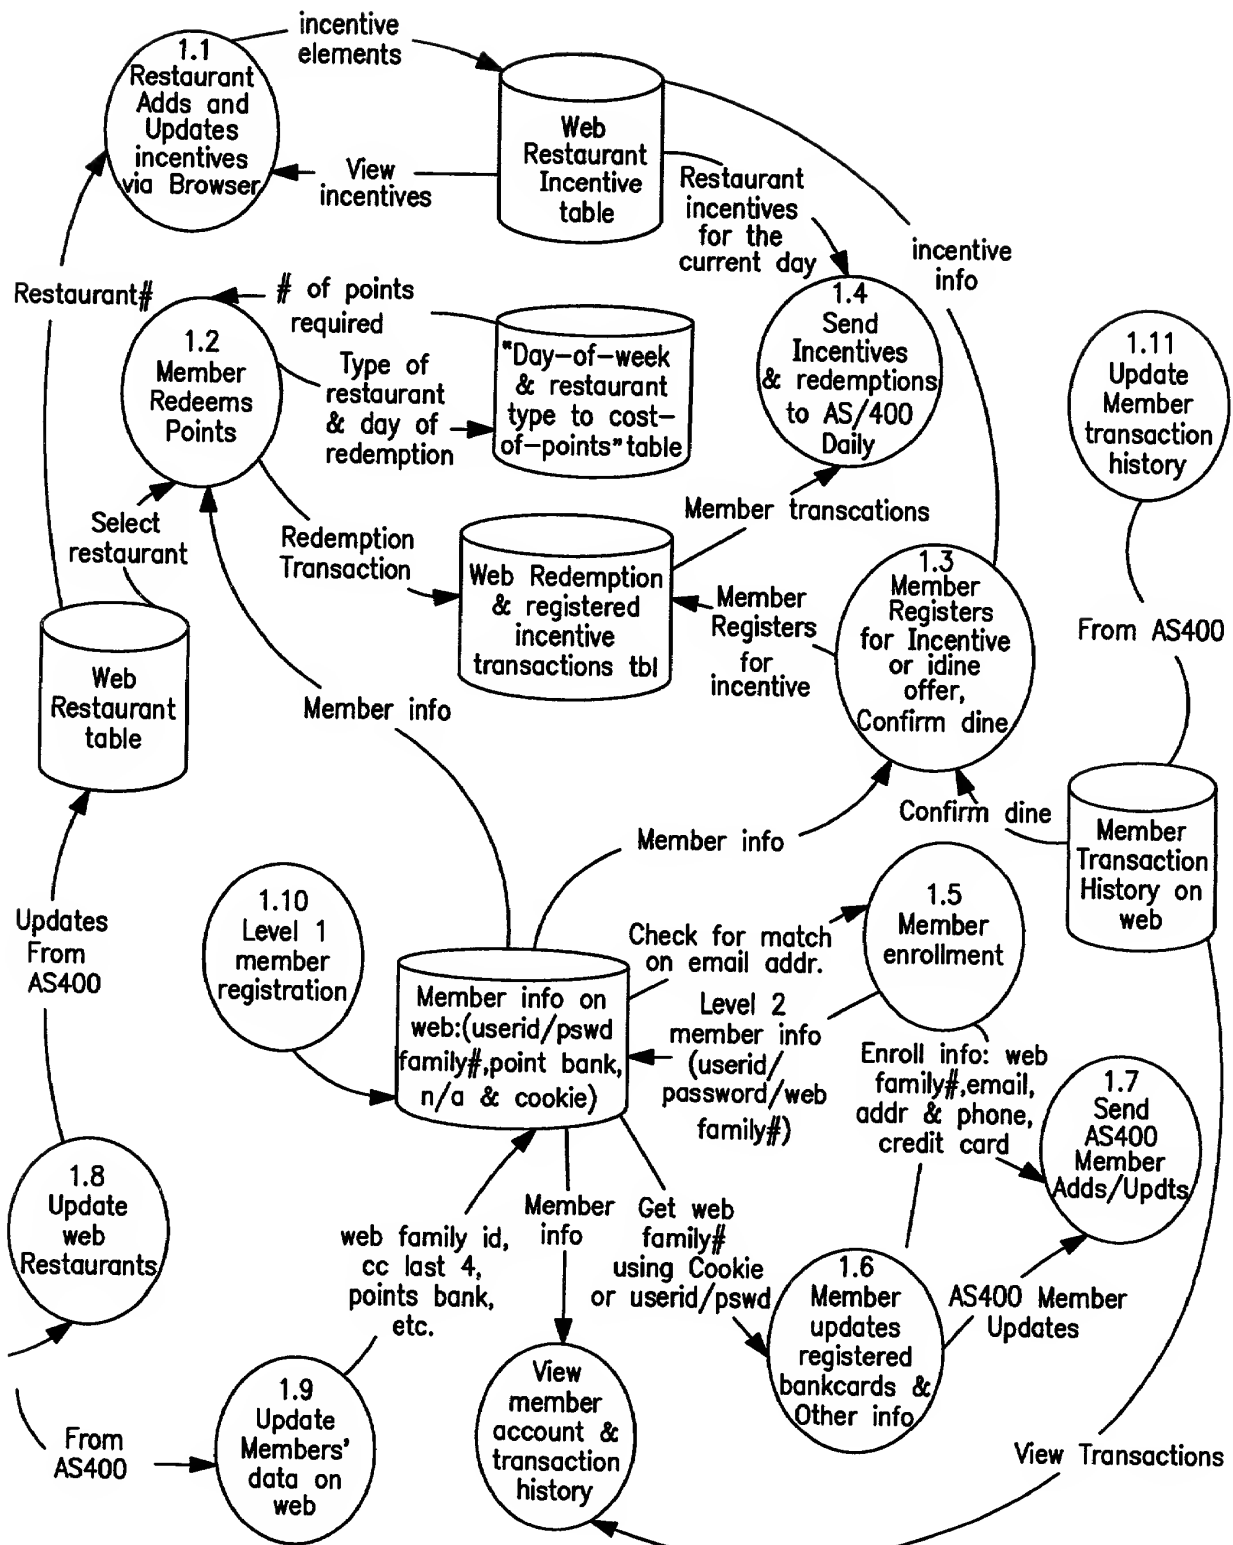 incentive
elements
1.1
Restaurant
Adds and
Updates
incentives
via Browser
View
incentives
Web
Restaurant
Incentive
table
Restaurant
incentives
for the
current day
incentive
info
Restaurant#
# of points
required
1.2
Member
Redeems
Points
Type of
restaurant
& day of
redemption
"Day-of-week
& restaurant
type to cost-
of-points"table
1.4
Send
Incentives
& redemptions
to AS/400
Daily
1.11
Update
Member
transaction
history
Select
restaurant
Redemption
Transaction
Member transcations
Web Redemption
& registered
incentive
transactions tbl
Member
Registers
for
incentive
1.3
Member
Registers
for Incentive
or idine
offer,
Confirm dine
From AS400
Web
Restaurant
table
Member info
Member info
Confirm dine
Member
Transaction
History on
web
Updates
From
AS400
1.10
Level 1
member
registration
Check for match
on email addr.
1.5
Member
enrollment
Member info on
web:(userid/pswd
family#,point bank,
n/a & cookie)
Level 2
member info
(userid/
password/web
family#)
Enroll info: web
family#,email,
addr & phone,
credit card
1.7
Send
AS400
Member
Adds/Updts
1.8
Update
web
Restaurants
web family id,
cc last 4,
points bank,
etc.
Member
info
Get web
family#
using Cookie
or userid/pswd
1.6
Member
updates
registered
bankcards &
Other info
AS400 Member
Updates
From
AS400
1.9
Update
Members'
data on
web
View
member
account &
transaction
history
View Transactions